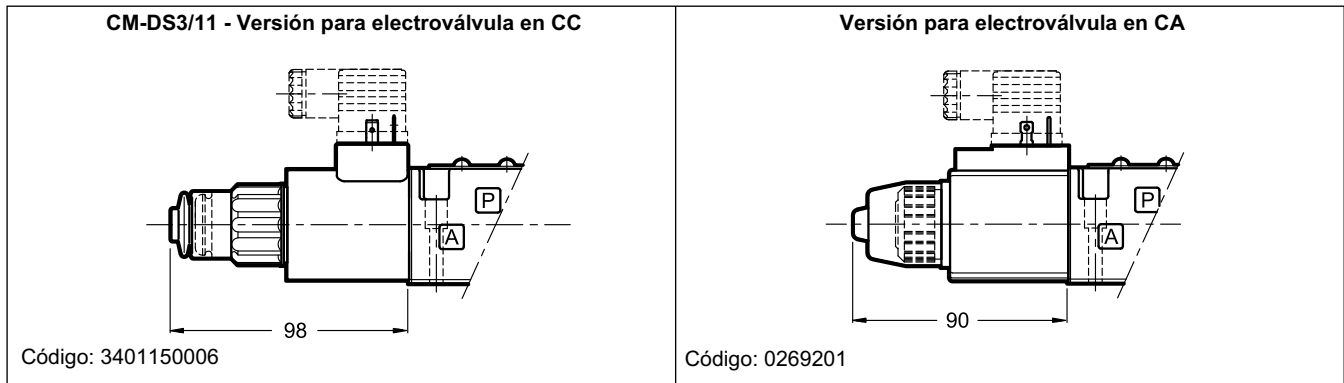 CM-DS3/11 - Versión para electroválvula en CC
P
A
98
Código: 3401150006
Versión para electroválvula en CA
P
A
90
Código: 0269201